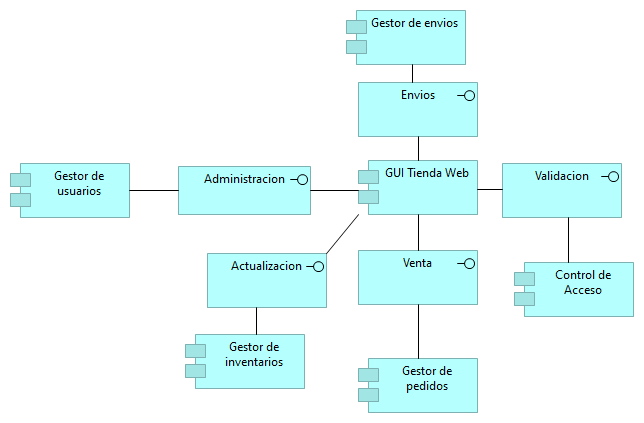 Gestor de envios
Envios
GUI Tienda Web
Gestor de
usuarios
Administracion
Validacion
Actualizacion
Venta
Control de
Acceso
Gestor de
inventarios
Gestor de
pedidos